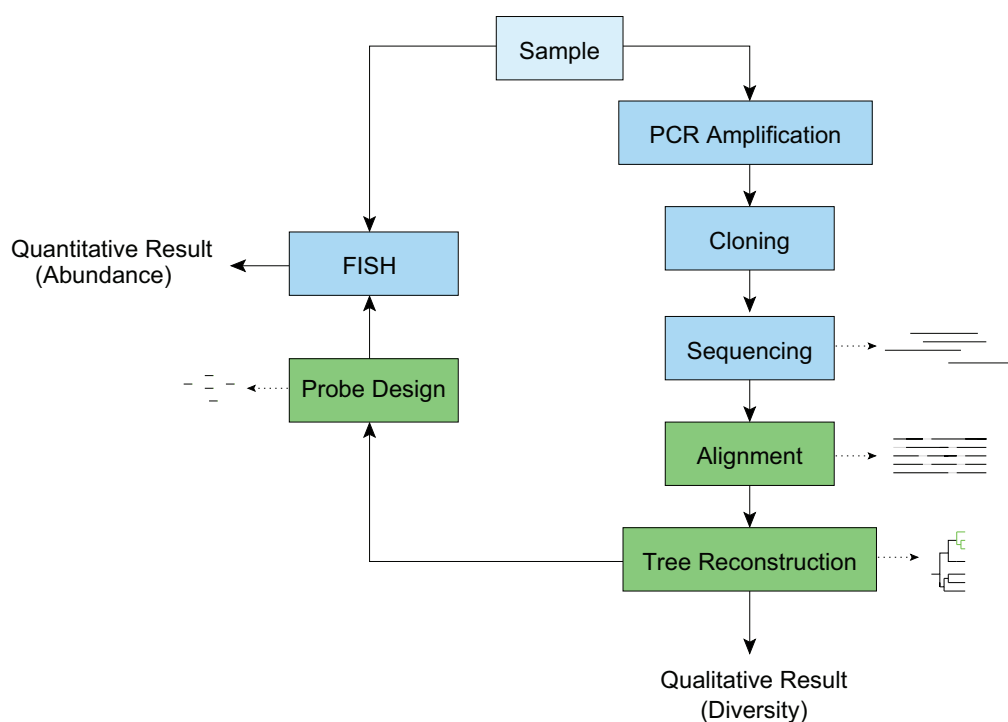 Sample
PCR Amplification
Cloning
Quantitative Result
(Abundance)
FISH
Sequencing
Probe Design
Alignment
Tree Reconstruction
Qualitative Result
(Diversity)